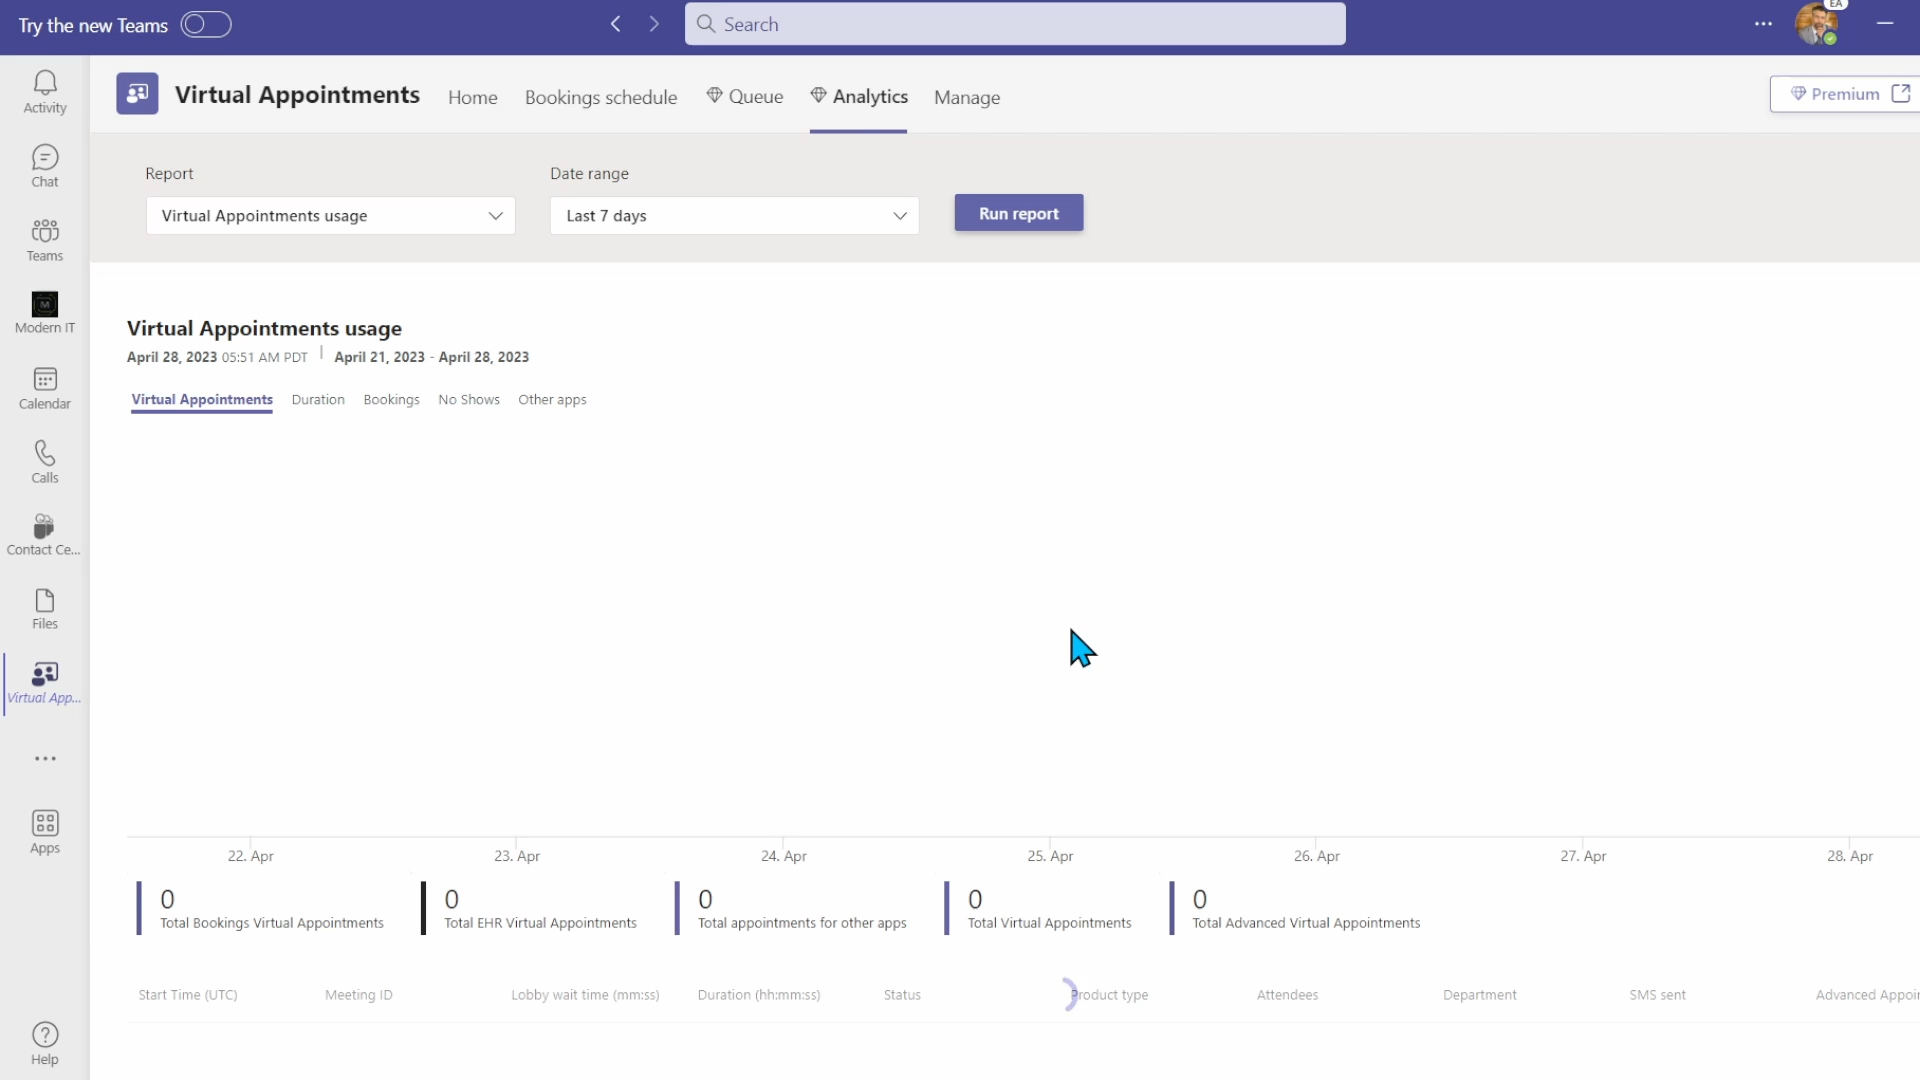 Try the new Teams
Search
EA
Activity
Chat
Teams
M
Modern IT
Calendar
Calls
Contact Ce...
Files
Virtual App...
Apps
Help
Virtual Appointments Home Bookings schedule Queue Analytics Manage
Premium
Report Date range
Virtual Appointments usage Last 7 days Run report
Virtual Appointments usage
April 28, 2023 05:51 AM PDT | April 21, 2023 - April 28, 2023
Virtual Appointments Duration Bookings No Shows Other apps
22. Apr 23. Apr 24. Apr 25. Apr 26. Apr 27. Apr 28. Apr
0 0 0 0 0
Total Bookings Virtual Appointments Total EHR Virtual Appointments Total appointments for other apps Total Virtual Appointments Total Advanced Virtual Appointments
Start Time (UTC) Meeting ID Lobby wait time (mm:ss) Duration (hh:mm:ss) Status Product type Attendees Department SMS sent Advanced Appoin